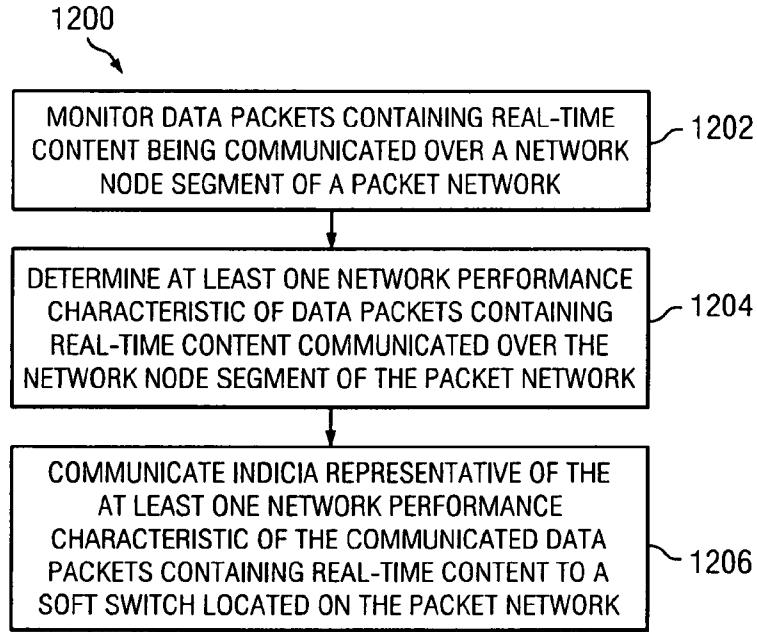 1200
MONITOR DATA PACKETS CONTAINING REAL-TIME
CONTENT BEING COMMUNICATED OVER A NETWORK
NODE SEGMENT OF A PACKET NETWORK
1202
DETERMINE AT LEAST ONE NETWORK PERFORMANCE
CHARACTERISTIC OF DATA PACKETS CONTAINING
REAL-TIME CONTENT COMMUNICATED OVER THE
NETWORK NODE SEGMENT OF THE PACKET NETWORK
1204
COMMUNICATE INDICIA REPRESENTATIVE OF THE
AT LEAST ONE NETWORK PERFORMANCE
CHARACTERISTIC OF THE COMMUNICATED DATA
PACKETS CONTAINING REAL-TIME CONTENT TO A
SOFT SWITCH LOCATED ON THE PACKET NETWORK
1206